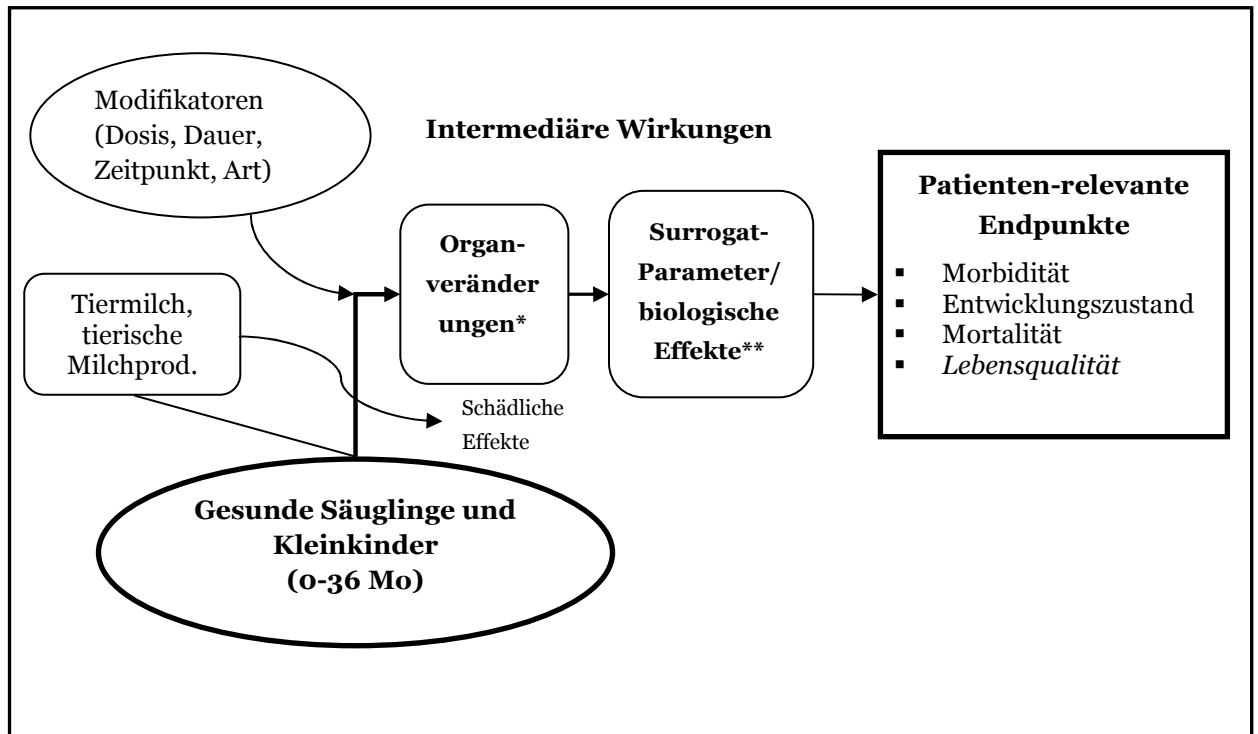 Modifikatoren
(Dosis, Dauer,
Zeitpunkt, Art)
Intermediäre Wirkungen
Organ-
veränder
ungen*
Surrogat-
Parameter/
biologische
Effekte**
Patienten-relevante
Endpunkte
▪ Morbidität
▪ Entwicklungszustand
▪ Mortalität
▪ Lebensqualität
Tiermilch,
tierische
Milchprod.
Schädliche
Effekte
Gesunde Säuglinge und
Kleinkinder
(0-36 Mo)